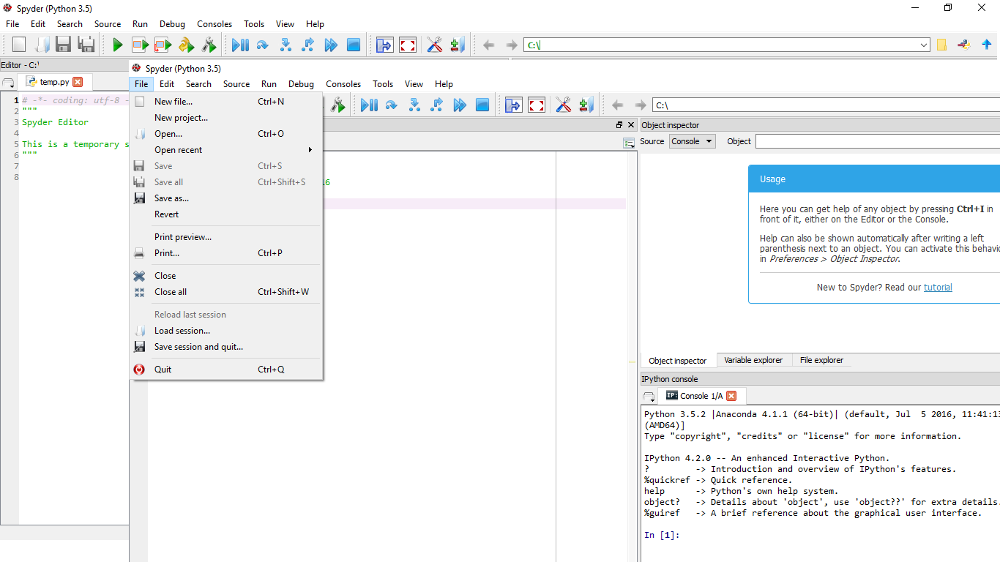 Spyder (Python 3.5)
File Edit Search Source Run Debug Consoles Tools View Help
C:\
Editor - C:\
temp.py
1 # -*- coding: utf-8 -
2 """
3 Spyder Editor
4
5 This is a temporary s
6 """
7
8
Spyder (Python 3.5)
File Edit Search Source Run Debug Consoles Tools View Help
C:\
New file... Ctrl+N
New project...
Open... Ctrl+O
Open recent
Save Ctrl+S
Save all Ctrl+Shift+S
Save as...
Revert
Print preview...
Print... Ctrl+P
Close
Close all Ctrl+Shift+W
Reload last session
Load session...
Save session and quit...
Quit Ctrl+Q
16
Object inspector
Source Console Object
Usage
Here you can get help of any object by pressing Ctrl+I in
front of it, either on the Editor or the Console.
Help can also be shown automatically after writing a left
parenthesis next to an object. You can activate this behavio
in Preferences > Object Inspector.
New to Spyder? Read our tutorial
Object inspector Variable explorer File explorer
IPython console
IP: Console 1/A
Python 3.5.2 |Anaconda 4.1.1 (64-bit)| (default, Jul  5 2016, 11:41:13
(AMD64)]
Type "copyright", "credits" or "license" for more information.
IPython 4.2.0 -- An enhanced Interactive Python.
?         -> Introduction and overview of IPython's features.
%quickref -> Quick reference.
help      -> Python's own help system.
object?   -> Details about 'object', use 'object??' for extra details.
%guiref   -> A brief reference about the graphical user interface.
In [1]: